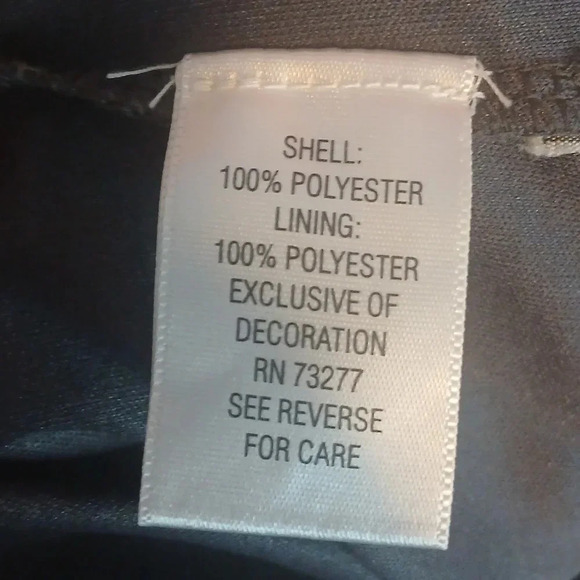 SHELL:
100% POLYESTER
LINING:
100% POLYESTER
EXCLUSIVE OF
DECORATION
RN 73277
SEE REVERSE
FOR CARE